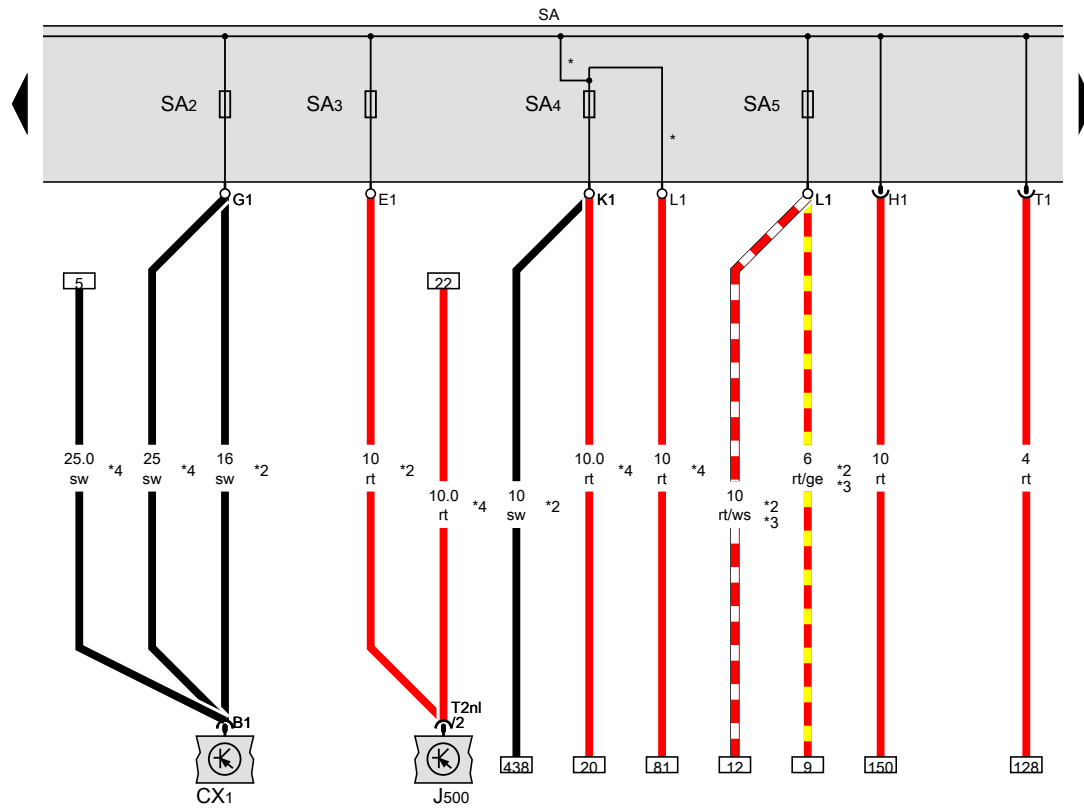 SA
*
SA2
SA3
SA4
SA5
*
G1
E1
K1
L1
L1
H1
T1
5
22
25.0
sw
*4
25
sw
*4
16
sw
*2
10
rt
*2
10.0
rt
*4
10
sw
*2
10.0
rt
*4
10
rt
*4
10
rt/ws
*2
*3
6
rt/ge
*2
*3
10
rt
4
rt
B1
T2nl
/2
438
20
81
12
9
150
128
CX1
J500